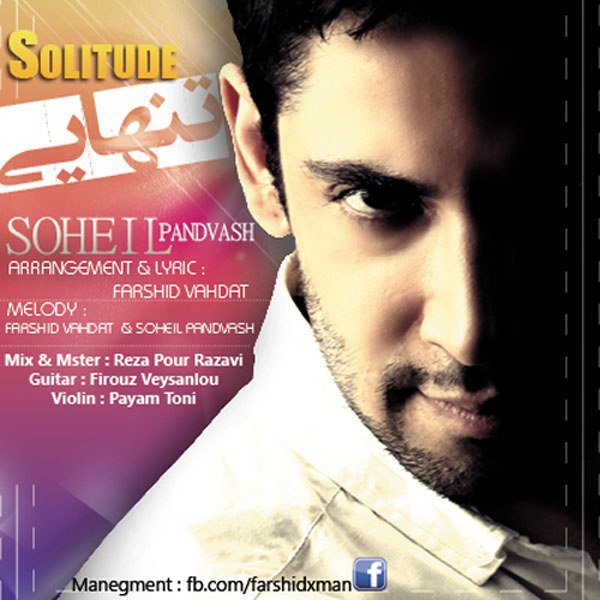 SOLITUDE
تنهایی
SOHEIL PANDVASH
ARRANGEMENT & LYRIC :
FARSHID VAHDAT
MELODY :
FARSHID VAHDAT & SOHEIL PANDVASH
Mix & Mster : Reza Pour Razavi
Guitar : Firouz Veysanlou
Violin : Payam Toni
Manegment : fb.com/farshidxman f